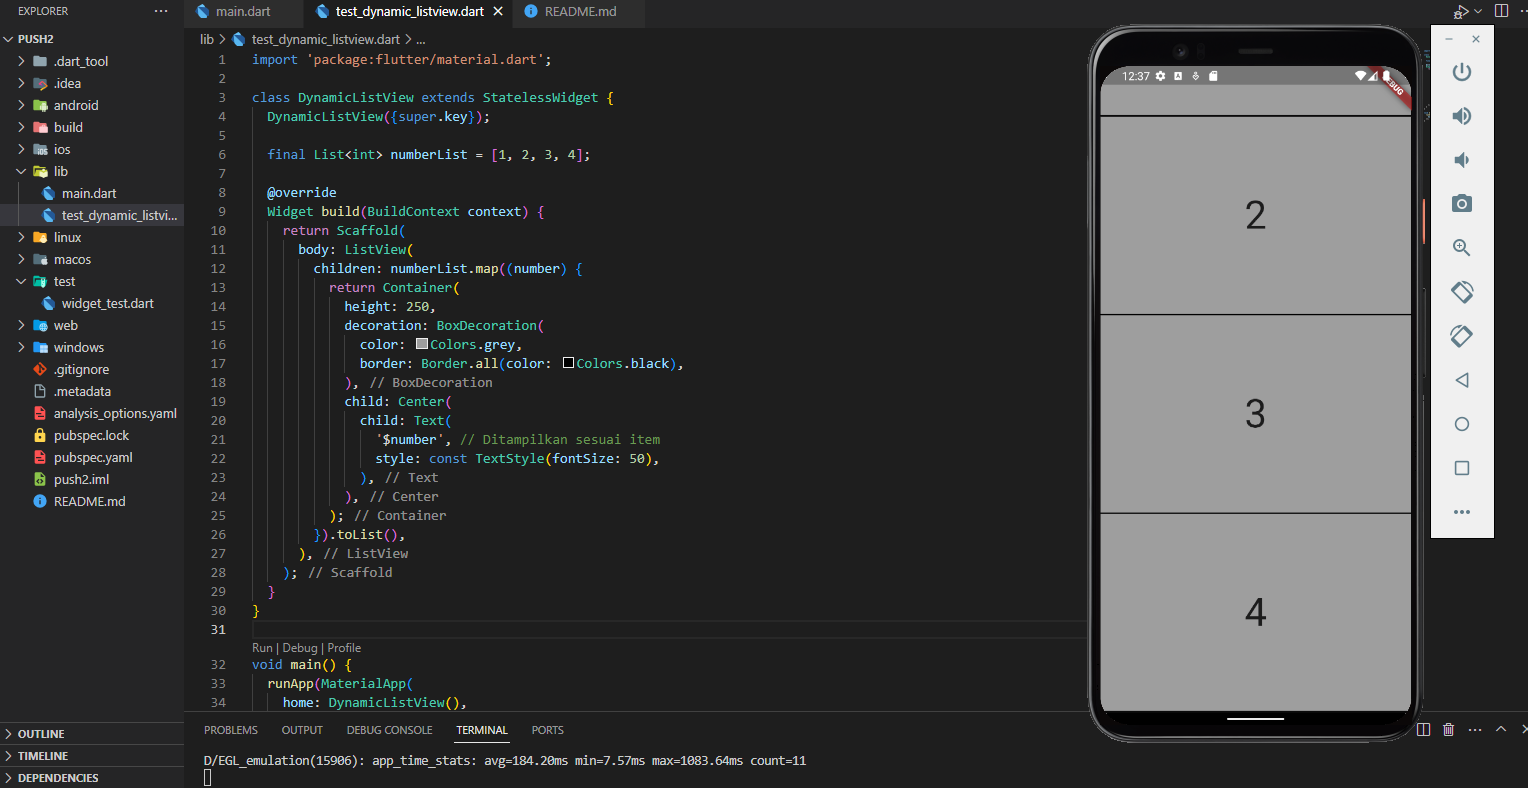 EXPLORER
PUSH2
.dart_tool
.idea
android
build
ios
lib
main.dart
test_dynamic_listvi...
linux
macos
test
widget_test.dart
web
windows
.gitignore
.metadata
analysis_options.yaml
pubspec.lock
pubspec.yaml
push2.iml
README.md
OUTLINE
TIMELINE
DEPENDENCIES
main.dart
test_dynamic_listview.dart
README.md
lib > test_dynamic_listview.dart > ...
1 import 'package:flutter/material.dart';
2
3 class DynamicListView extends StatelessWidget {
4 DynamicListView({super.key});
5
6 final List<int> numberList = [1, 2, 3, 4];
7
8 @override
9 Widget build(BuildContext context) {
10 return Scaffold(
11 body: ListView(
12 children: numberList.map((number) {
13 return Container(
14 height: 250,
15 decoration: BoxDecoration(
16 color: Colors.grey,
17 border: Border.all(color: Colors.black),
18 ), // BoxDecoration
19 child: Center(
20 child: Text(
21 '$number', // Ditampilkan sesuai item
22 style: const TextStyle(fontSize: 50),
23 ), // Text
24 ), // Center
25 ); // Container
26 }).toList(),
27 ), // ListView
28 ); // Scaffold
29 }
30 }
31
Run | Debug | Profile
32 void main() {
33 runApp(MaterialApp(
34 home: DynamicListView(),
PROBLEMS OUTPUT DEBUG CONSOLE TERMINAL PORTS
D/EGL_emulation(15906): app_time_stats: avg=184.20ms min=7.57ms max=1083.64ms count=11
12:37
2
3
4